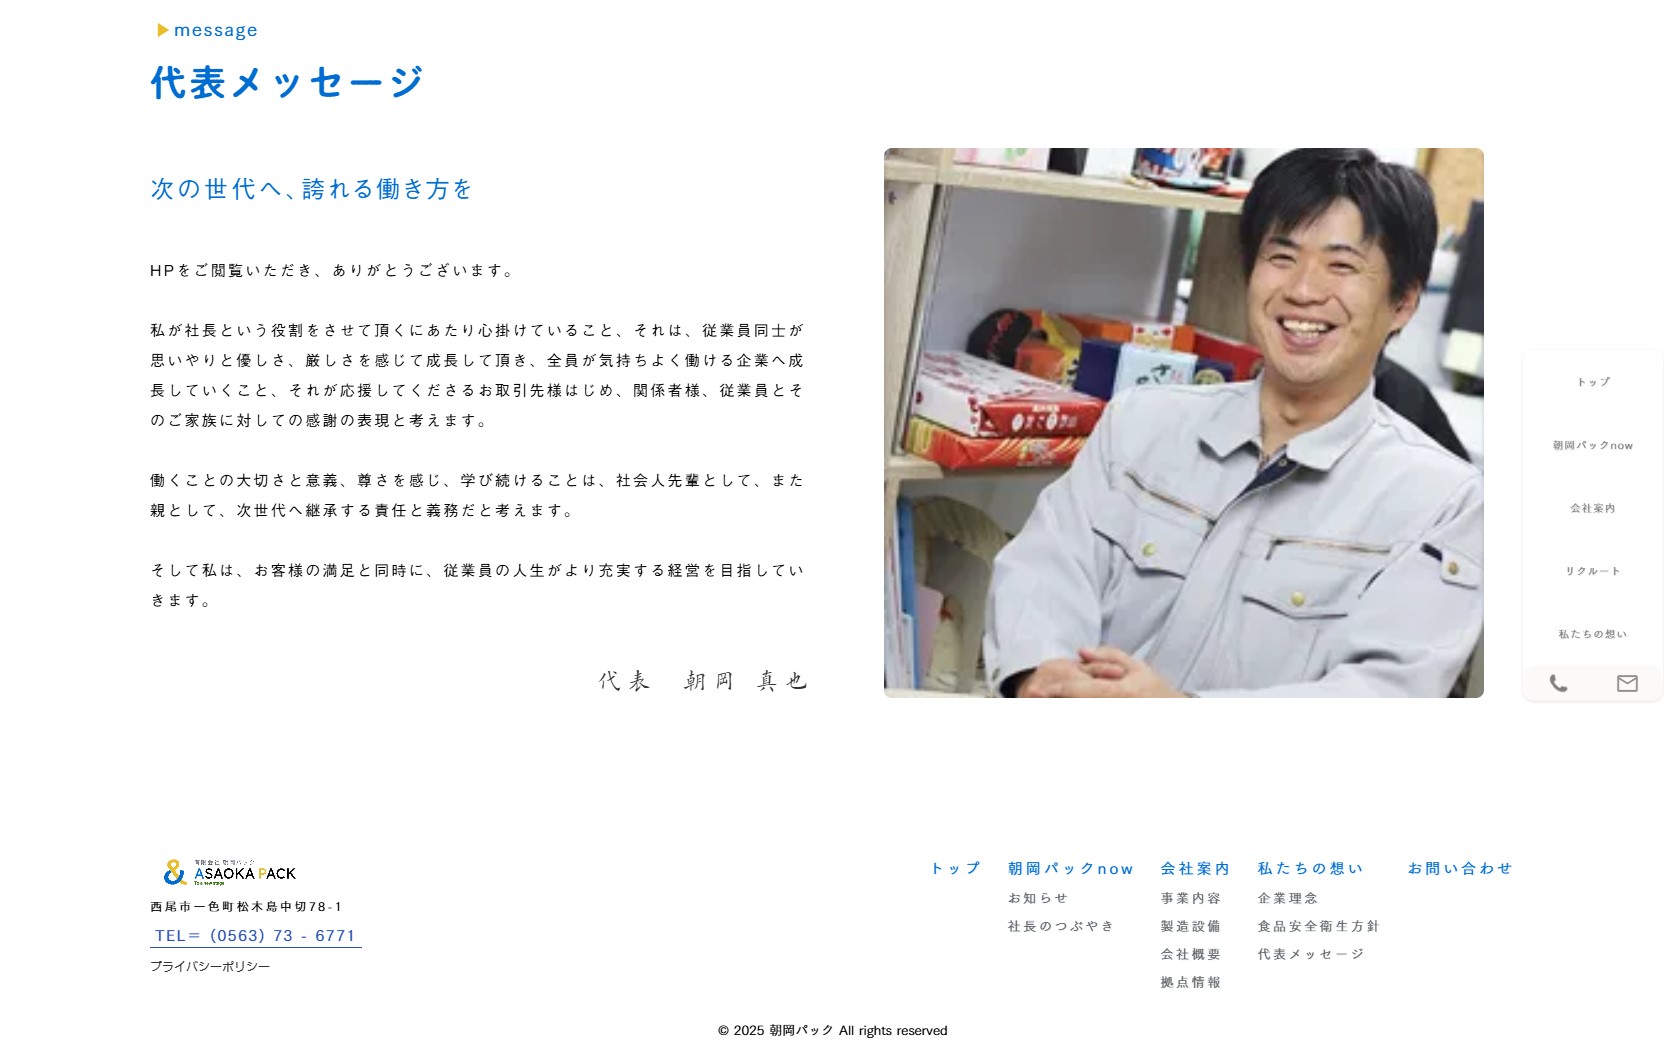 message
代表メッセージ
次の世代へ、誇れる働き方を
HPをご閲覧いただき、ありがとうございます。
私が社長という役割をさせて頂くにあたり心掛けていること、それは、従業員同士が
思いやりと優しさ、厳しさを感じて成長して頂き、全員が気持ちよく働ける企業へ成
長していくこと、それが応援してくださるお取引先様はじめ、関係者様、従業員とそ
のご家族に対しての感謝の表現と考えます。
働くことの大切さと意義、尊さを感じ、学び続けることは、社会人先輩として、また
親として、次世代へ継承する責任と義務だと考えます。
そして私は、お客様の満足と同時に、従業員の人生がより充実する経営を目指してい
きます。
代表　朝岡 真也
トップ
朝岡パックnow
会社案内
リクルート
私たちの想い
有限会社 朝岡パック
ASAOKA PACK
西尾市一色町松木島中切78-1
TEL＝ (0563) 73 - 6771
プライバシーポリシー
トップ
朝岡パックnow
お知らせ
社長のつぶやき
会社案内
事業内容
製造設備
会社概要
拠点情報
私たちの想い
企業理念
食品安全衛生方針
代表メッセージ
お問い合わせ
© 2025 朝岡パック All rights reserved